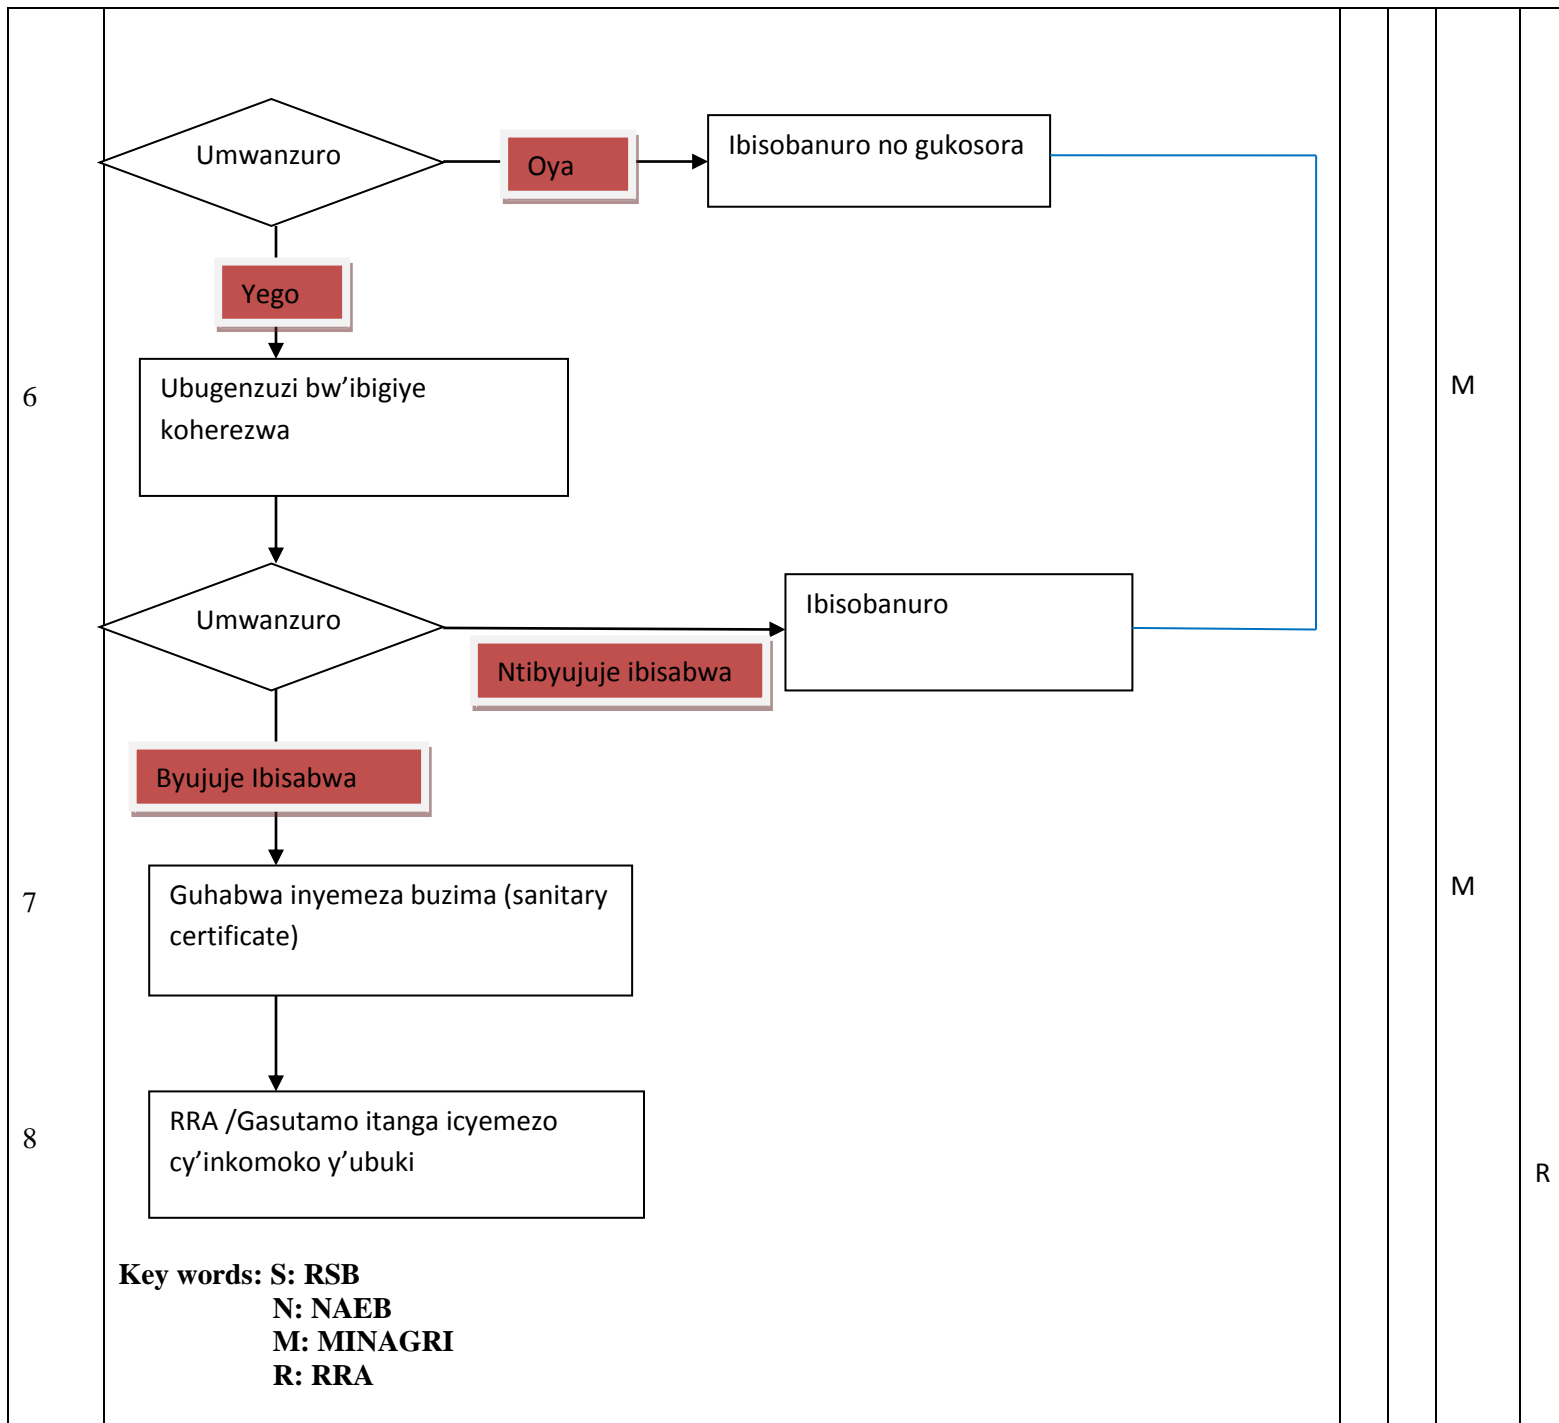 Umwanzuro
Oya
Ibisobanuro no gukosora
Yego
6
Ubugenzuzi bw’ibigiye
koherezwa
M
Umwanzuro
Ntibyujuje ibisabwa
Ibisobanuro
Byujuje Ibisabwa
7
Guhabwa inyemeza buzima (sanitary
certificate)
M
8
RRA /Gasutamo itanga icyemezo
cy’inkomoko y’ubuki
R
Key words: S: RSB
N: NAEB
M: MINAGRI
R: RRA